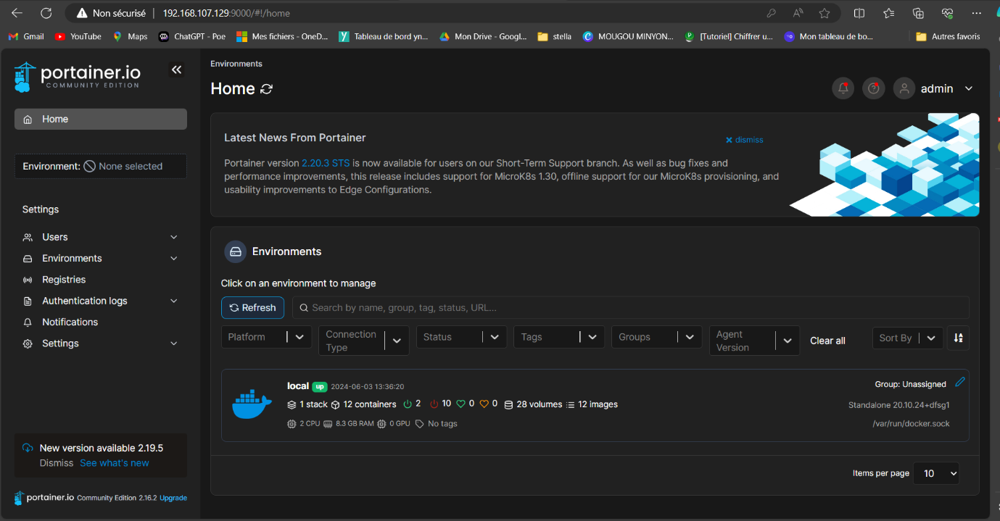 Non sécurisé
192.168.107.129:9000/#!/home
Gmail
YouTube
Maps
ChatGPT - Poe
Mes fichiers - OneD...
Tableau de bord yn...
Mon Drive - Googl...
stella
MOUGOU MINYON...
[Tutoriel] Chiffrer u...
Mon tableau de bo...
Autres favoris
portainer.io
COMMUNITY EDITION
Home
Environment: None selected
Settings
Users
Environments
Registries
Authentication logs
Notifications
Settings
New version available 2.19.5
Dismiss See what's new
portainer.io Community Edition 2.16.2 Upgrade
Environments
Home
admin
Latest News From Portainer
dismiss
Portainer version 2.20.3 STS is now available for users on our Short-Term Support branch. As well as bug fixes and
performance improvements, this release includes support for MicroK8s 1.30, offline support for our MicroK8s provisioning, and
usability improvements to Edge Configurations.
Environments
Click on an environment to manage
Refresh
Search by name, group, tag, status, URL...
Platform
Connection
Type
Status
Tags
Groups
Agent
Version
Clear all
Sort By
local up 2024-06-03 13:36:20
Group: Unassigned
1 stack 12 containers 2 10 0 0 28 volumes 12 images
Standalone 20.10.24+dfsg1
2 CPU 8.3 GB RAM 0 GPU No tags
/var/run/docker.sock
Items per page 10